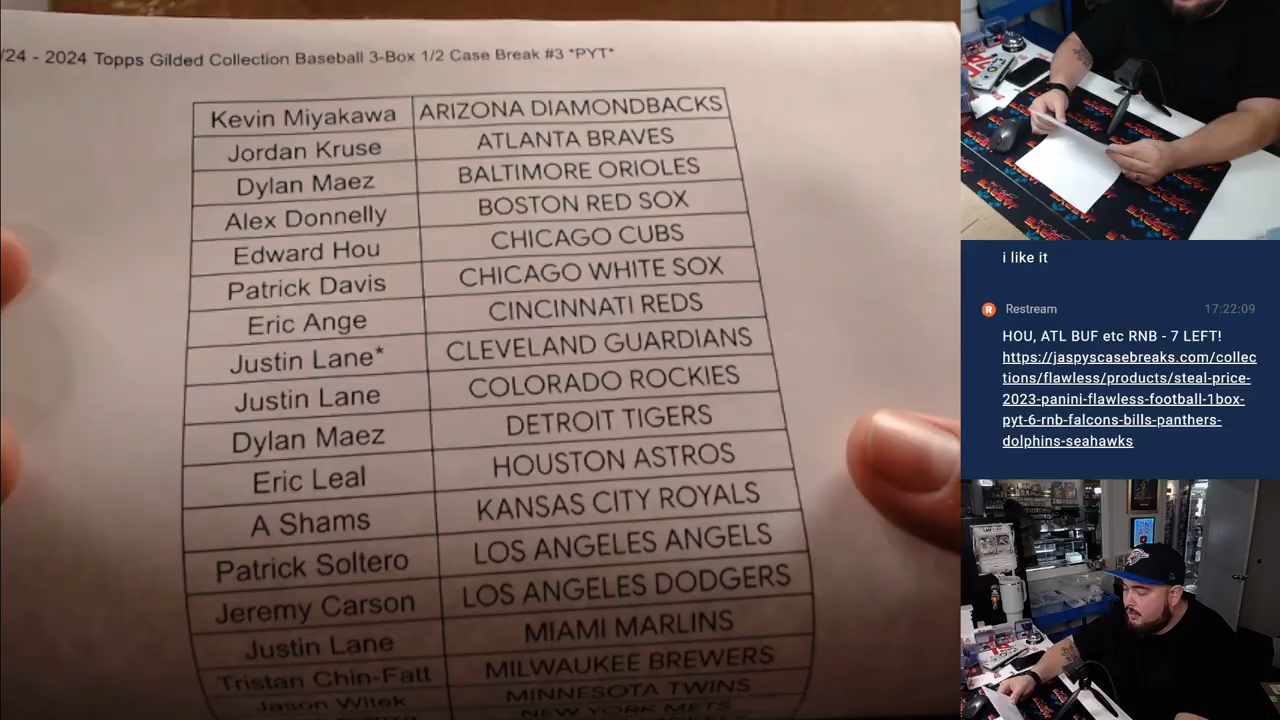 /24 - 2024 Topps Gilded Collection Baseball 3-Box 1/2 Case Break #3 *PYT*
Kevin Miyakawa ARIZONA DIAMONDBACKS
Jordan Kruse ATLANTA BRAVES
Dylan Maez BALTIMORE ORIOLES
Alex Donnelly BOSTON RED SOX
Edward Hou CHICAGO CUBS
Patrick Davis CHICAGO WHITE SOX
Eric Ange CINCINNATI REDS
Justin Lane* CLEVELAND GUARDIANS
Justin Lane COLORADO ROCKIES
Dylan Maez DETROIT TIGERS
Eric Leal HOUSTON ASTROS
A Shams KANSAS CITY ROYALS
Patrick Soltero LOS ANGELES ANGELS
Jeremy Carson LOS ANGELES DODGERS
Justin Lane MIAMI MARLINS
Tristan Chin-Fatt MILWAUKEE BREWERS
Jason Witek MINNESOTA TWINS
NEW YORK METS
i like it
R Restream 17:22:09
HOU, ATL BUF etc RNB - 7 LEFT!
https://jaspyscasebreaks.com/collec
tions/flawless/products/steal-price-
2023-panini-flawless-football-1box-
pyt-6-rnb-falcons-bills-panthers-
dolphins-seahawks